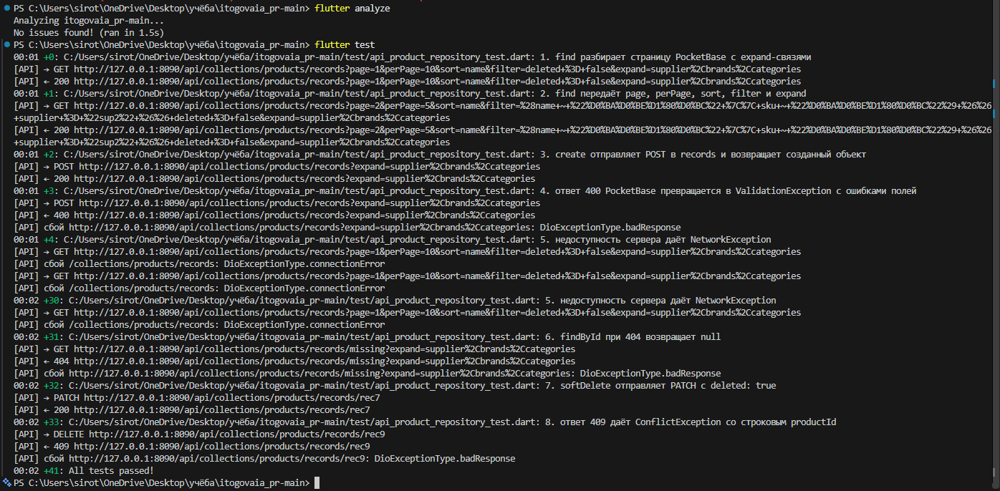 PS C:\Users\sirot\OneDrive\Desktop\учёба\itogovaia_pr-main> flutter analyze
Analyzing itogovaia_pr-main...
No issues found! (ran in 1.5s)
PS C:\Users\sirot\OneDrive\Desktop\учёба\itogovaia_pr-main> flutter test
00:01 +0: C:/Users/sirot/OneDrive/Desktop/учёба/itogovaia_pr-main/test/api_product_repository_test.dart: 1. find разбирает страницу PocketBase с expand-связями
[API] → GET http://127.0.0.1:8090/api/collections/products/records?page=1&perPage=10&sort=name&filter=deleted+%3D+false&expand=supplier%2Cbrands%2Ccategories
[API] ← 200 http://127.0.0.1:8090/api/collections/products/records?page=1&perPage=10&sort=name&filter=deleted+%3D+false&expand=supplier%2Cbrands%2Ccategories
00:01 +1: C:/Users/sirot/OneDrive/Desktop/учёба/itogovaia_pr-main/test/api_product_repository_test.dart: 2. find передаёт page, perPage, sort, filter и expand
[API] → GET http://127.0.0.1:8090/api/collections/products/records?page=2&perPage=5&sort=name&filter=%28name+~+%22%D0%BA%D0%BE%D1%80%D0%BC%22+%7C%7C+sku+~+%22%D0%BA%D0%BE%D1%80%D0%BC%22%29+%26%26
+supplier+%3D+%22sup2%22+%26%26+deleted+%3D+false&expand=supplier%2Cbrands%2Ccategories
[API] ← 200 http://127.0.0.1:8090/api/collections/products/records?page=2&perPage=5&sort=name&filter=%28name+~+%22%D0%BA%D0%BE%D1%80%D0%BC%22+%7C%7C+sku+~+%22%D0%BA%D0%BE%D1%80%D0%BC%22%29+%26%26
+supplier+%3D+%22sup2%22+%26%26+deleted+%3D+false&expand=supplier%2Cbrands%2Ccategories
00:01 +2: C:/Users/sirot/OneDrive/Desktop/учёба/itogovaia_pr-main/test/api_product_repository_test.dart: 3. create отправляет POST в records и возвращает созданный объект
[API] → POST http://127.0.0.1:8090/api/collections/products/records?expand=supplier%2Cbrands%2Ccategories
[API] ← 200 http://127.0.0.1:8090/api/collections/products/records?expand=supplier%2Cbrands%2Ccategories
00:01 +3: C:/Users/sirot/OneDrive/Desktop/учёба/itogovaia_pr-main/test/api_product_repository_test.dart: 4. ответ 400 PocketBase превращается в ValidationException с ошибками полей
[API] → POST http://127.0.0.1:8090/api/collections/products/records?expand=supplier%2Cbrands%2Ccategories
[API] ← 400 http://127.0.0.1:8090/api/collections/products/records?expand=supplier%2Cbrands%2Ccategories
[API] сбой http://127.0.0.1:8090/api/collections/products/records?expand=supplier%2Cbrands%2Ccategories: DioExceptionType.badResponse
00:01 +4: C:/Users/sirot/OneDrive/Desktop/учёба/itogovaia_pr-main/test/api_product_repository_test.dart: 5. недоступность сервера даёт NetworkException
[API] → GET http://127.0.0.1:8090/api/collections/products/records?page=1&perPage=10&sort=name&filter=deleted+%3D+false&expand=supplier%2Cbrands%2Ccategories
[API] сбой /collections/products/records: DioExceptionType.connectionError
[API] → GET http://127.0.0.1:8090/api/collections/products/records?page=1&perPage=10&sort=name&filter=deleted+%3D+false&expand=supplier%2Cbrands%2Ccategories
[API] сбой /collections/products/records: DioExceptionType.connectionError
00:02 +30: C:/Users/sirot/OneDrive/Desktop/учёба/itogovaia_pr-main/test/api_product_repository_test.dart: 5. недоступность сервера даёт NetworkException
[API] → GET http://127.0.0.1:8090/api/collections/products/records?page=1&perPage=10&sort=name&filter=deleted+%3D+false&expand=supplier%2Cbrands%2Ccategories
[API] сбой /collections/products/records: DioExceptionType.connectionError
00:02 +31: C:/Users/sirot/OneDrive/Desktop/учёба/itogovaia_pr-main/test/api_product_repository_test.dart: 6. findById при 404 возвращает null
[API] → GET http://127.0.0.1:8090/api/collections/products/records/missing?expand=supplier%2Cbrands%2Ccategories
[API] ← 404 http://127.0.0.1:8090/api/collections/products/records/missing?expand=supplier%2Cbrands%2Ccategories
[API] сбой http://127.0.0.1:8090/api/collections/products/records/missing?expand=supplier%2Cbrands%2Ccategories: DioExceptionType.badResponse
00:02 +32: C:/Users/sirot/OneDrive/Desktop/учёба/itogovaia_pr-main/test/api_product_repository_test.dart: 7. softDelete отправляет PATCH с deleted: true
[API] → PATCH http://127.0.0.1:8090/api/collections/products/records/rec7
[API] ← 200 http://127.0.0.1:8090/api/collections/products/records/rec7
00:02 +33: C:/Users/sirot/OneDrive/Desktop/учёба/itogovaia_pr-main/test/api_product_repository_test.dart: 8. ответ 409 даёт ConflictException со строковым productId
[API] → DELETE http://127.0.0.1:8090/api/collections/products/records/rec9
[API] ← 409 http://127.0.0.1:8090/api/collections/products/records/rec9
[API] сбой http://127.0.0.1:8090/api/collections/products/records/rec9: DioExceptionType.badResponse
00:02 +41: All tests passed!
PS C:\Users\sirot\OneDrive\Desktop\учёба\itogovaia_pr-main>